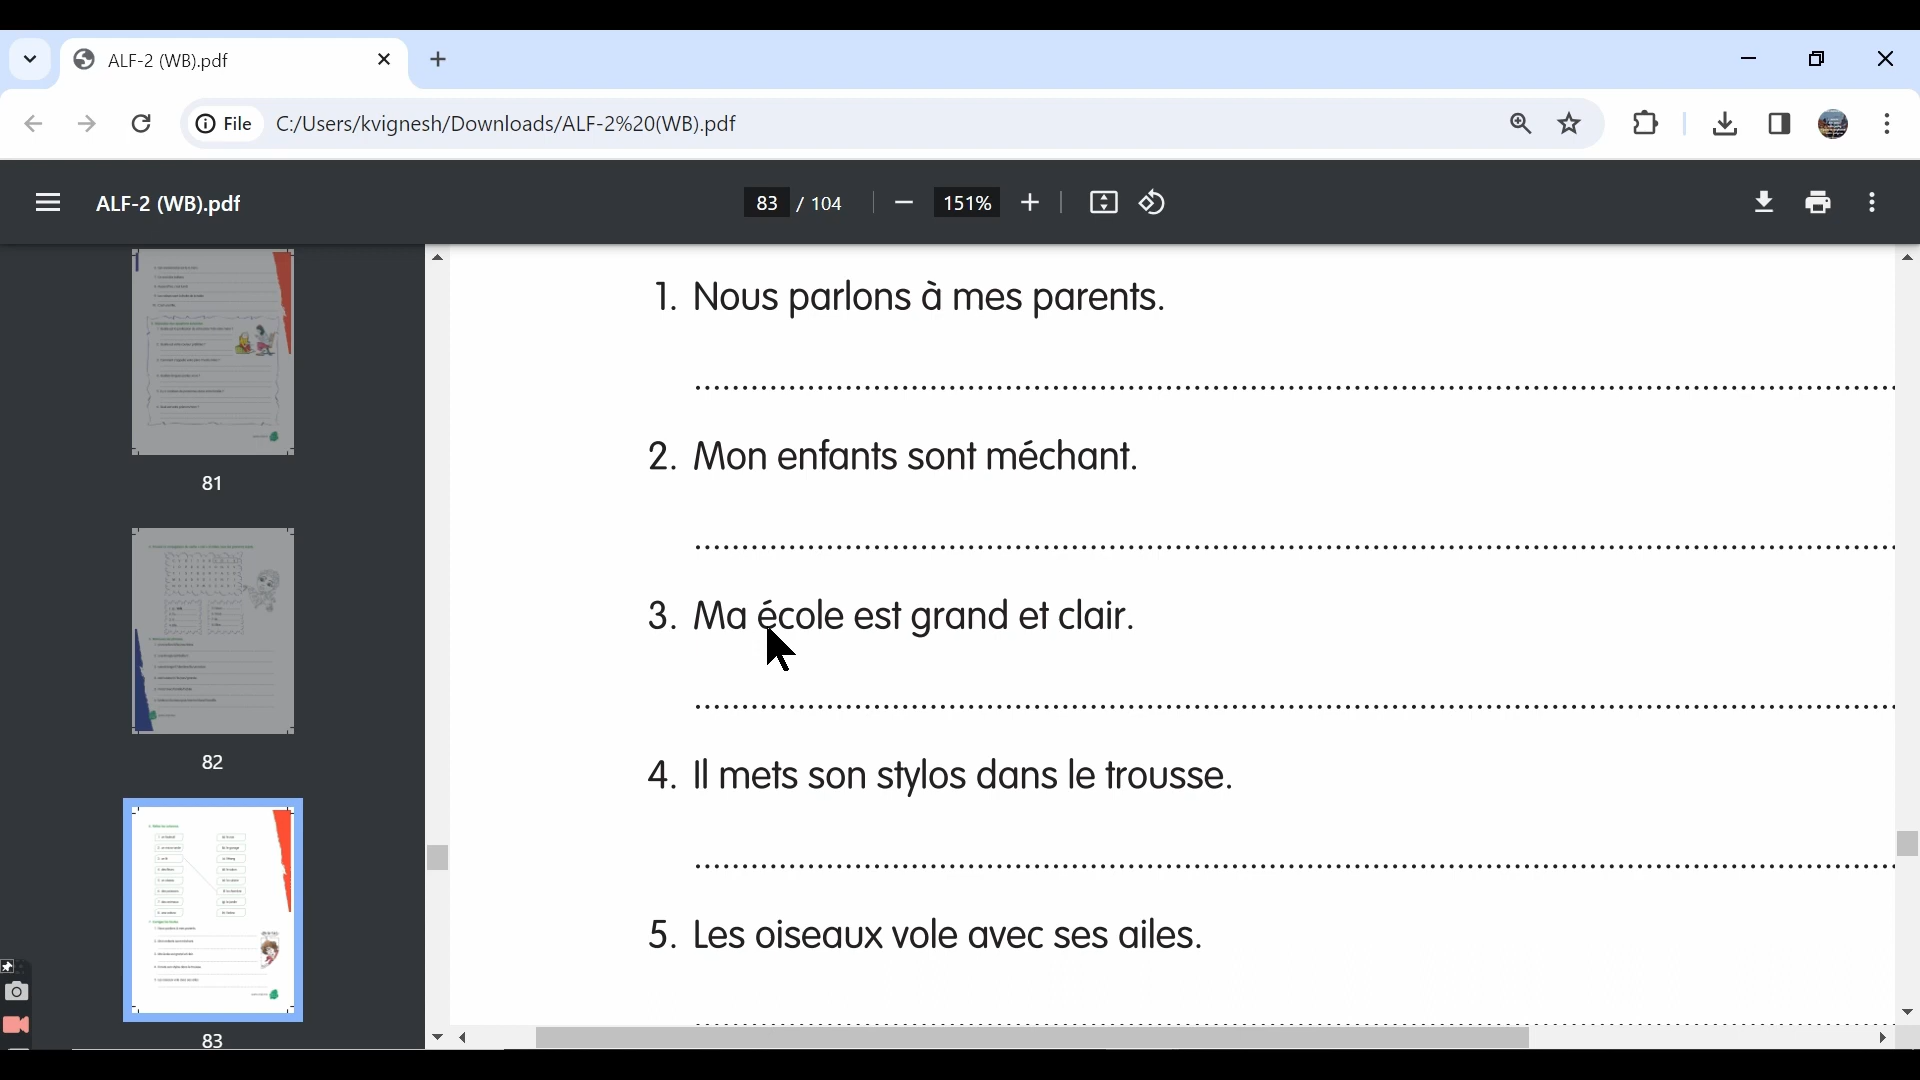 ALF-2 (WB).pdf
File C:/Users/kvignesh/Downloads/ALF-2%20(WB).pdf
ALF-2 (WB).pdf 83 / 104 151%
81
82
83
1. Nous parlons à mes parents.
2. Mon enfants sont méchant.
3. Ma école est grand et clair.
4. Il mets son stylos dans le trousse.
5. Les oiseaux vole avec ses ailes.